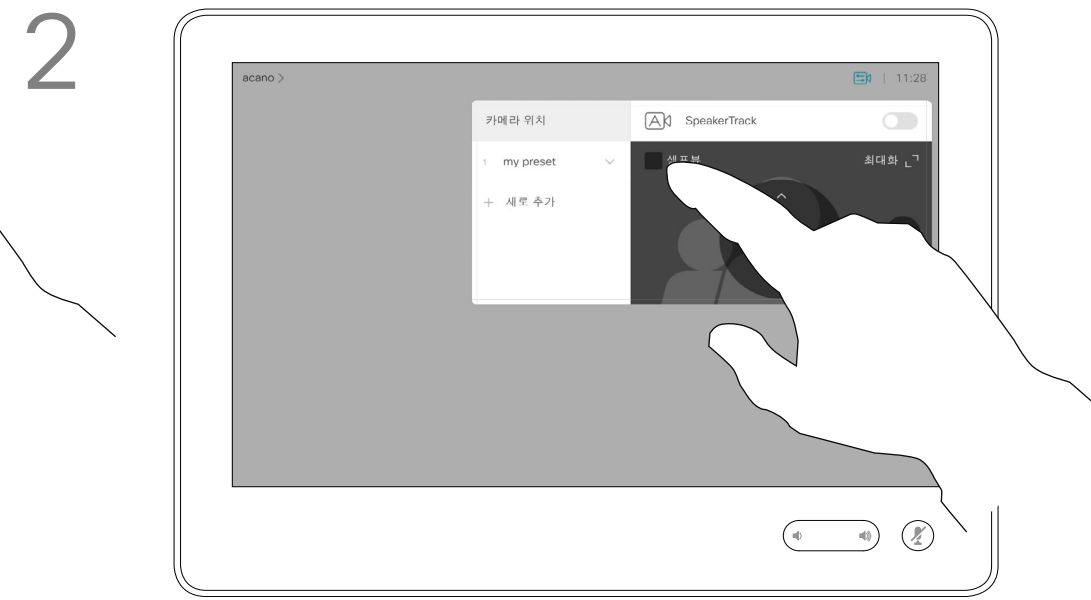 2
acano >
11:28
카메라 위치
SpeakerTrack
1 my preset
셀프뷰
최대화
+ 새로 추가